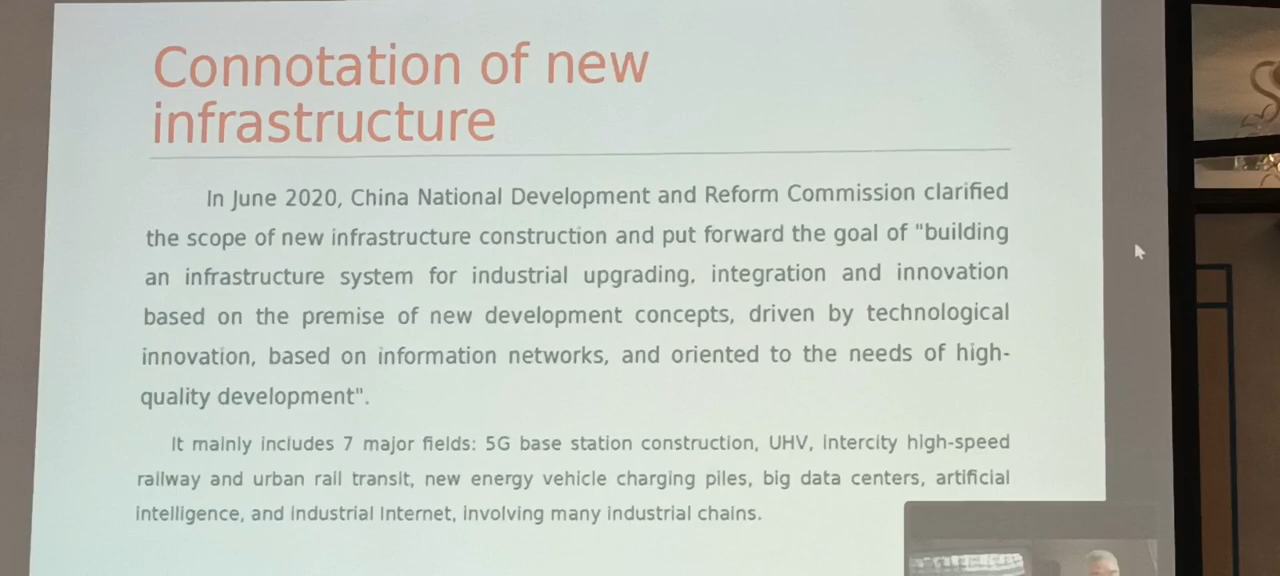 Connotation of new
infrastructure
In June 2020, China National Development and Reform Commission clarified
the scope of new infrastructure construction and put forward the goal of "building
an infrastructure system for industrial upgrading, integration and innovation
based on the premise of new development concepts, driven by technological
innovation, based on information networks, and oriented to the needs of high-
quality development".
It mainly includes 7 major fields: 5G base station construction, UHV, intercity high-speed
railway and urban rail transit, new energy vehicle charging piles, big data centers, artificial
intelligence, and industrial Internet, involving many industrial chains.